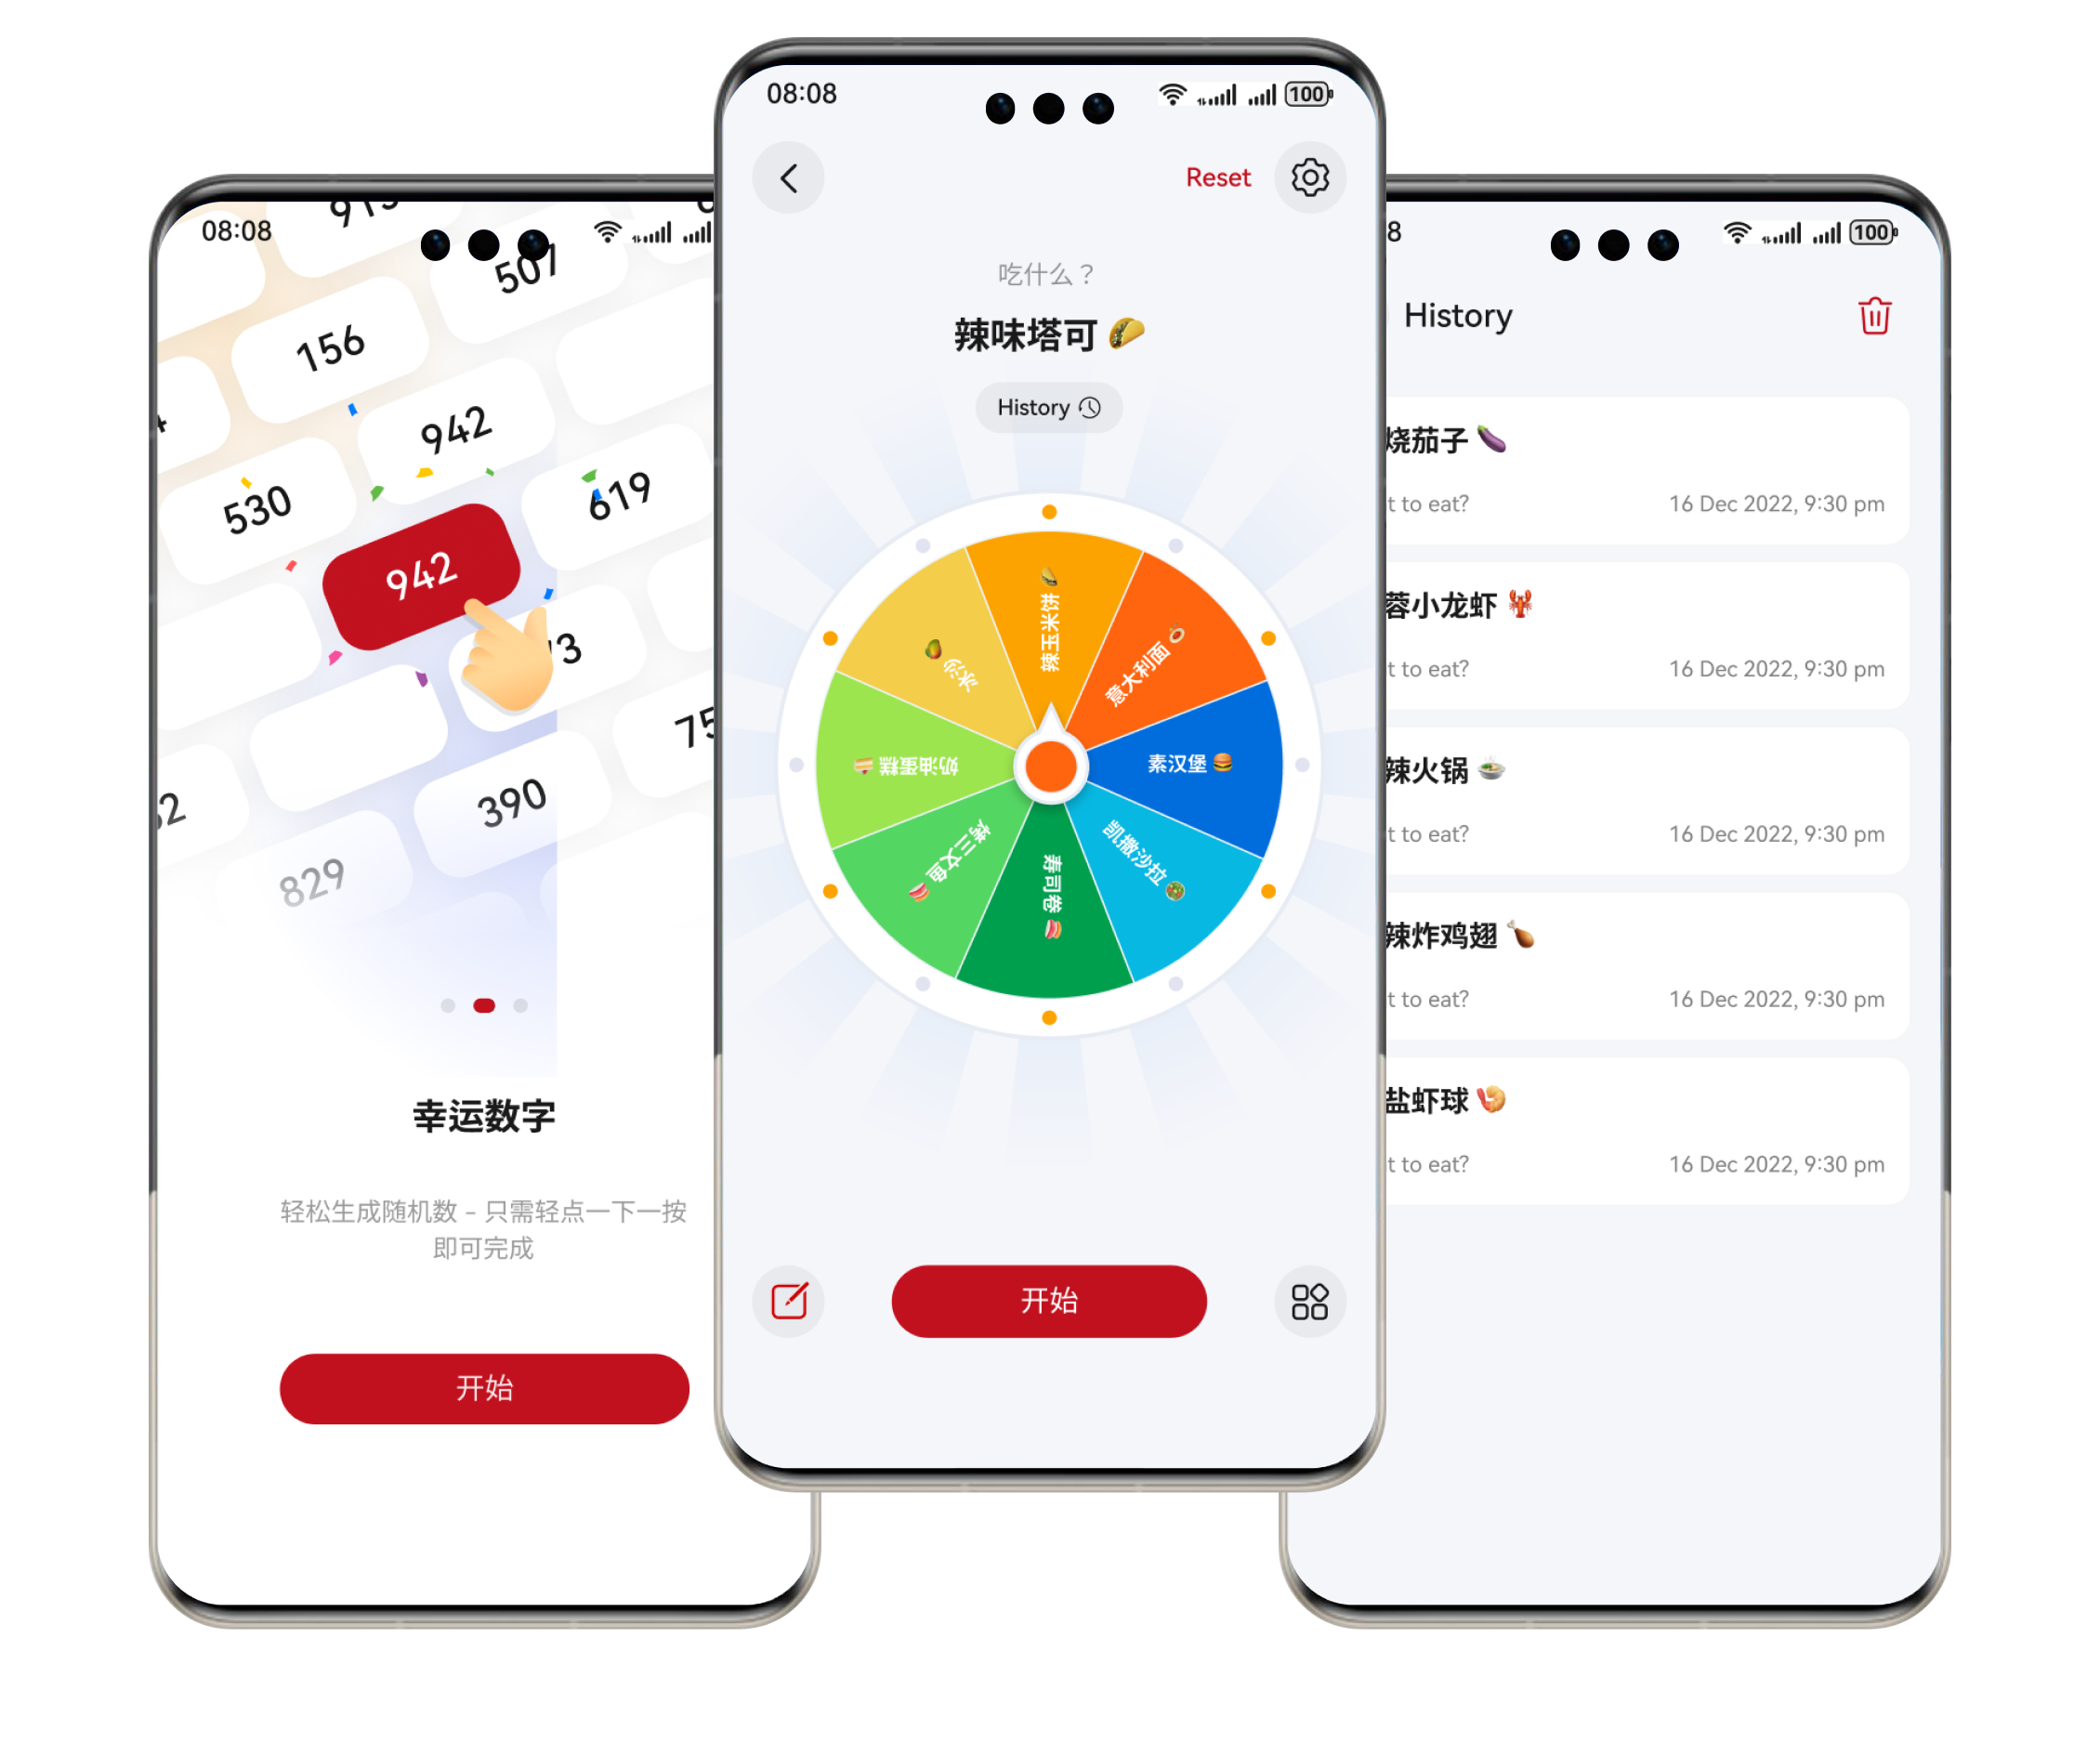 08:08
915
507
156
942
530
619
942
390
829
幸运数字
轻松生成随机数 – 只需轻点一下一按
即可完成
开始
08:08
100
Reset
吃什么？
辣味塔可
History
辣玉米饼
意大利面
素汉堡
凯撒沙拉
寿司卷
烤三文鱼
奶油蛋糕
冰沙
开始
8
100
History
烧茄子
t to eat?
16 Dec 2022, 9:30 pm
蓉小龙虾
t to eat?
16 Dec 2022, 9:30 pm
辣火锅
t to eat?
16 Dec 2022, 9:30 pm
辣炸鸡翅
t to eat?
16 Dec 2022, 9:30 pm
盐虾球
t to eat?
16 Dec 2022, 9:30 pm